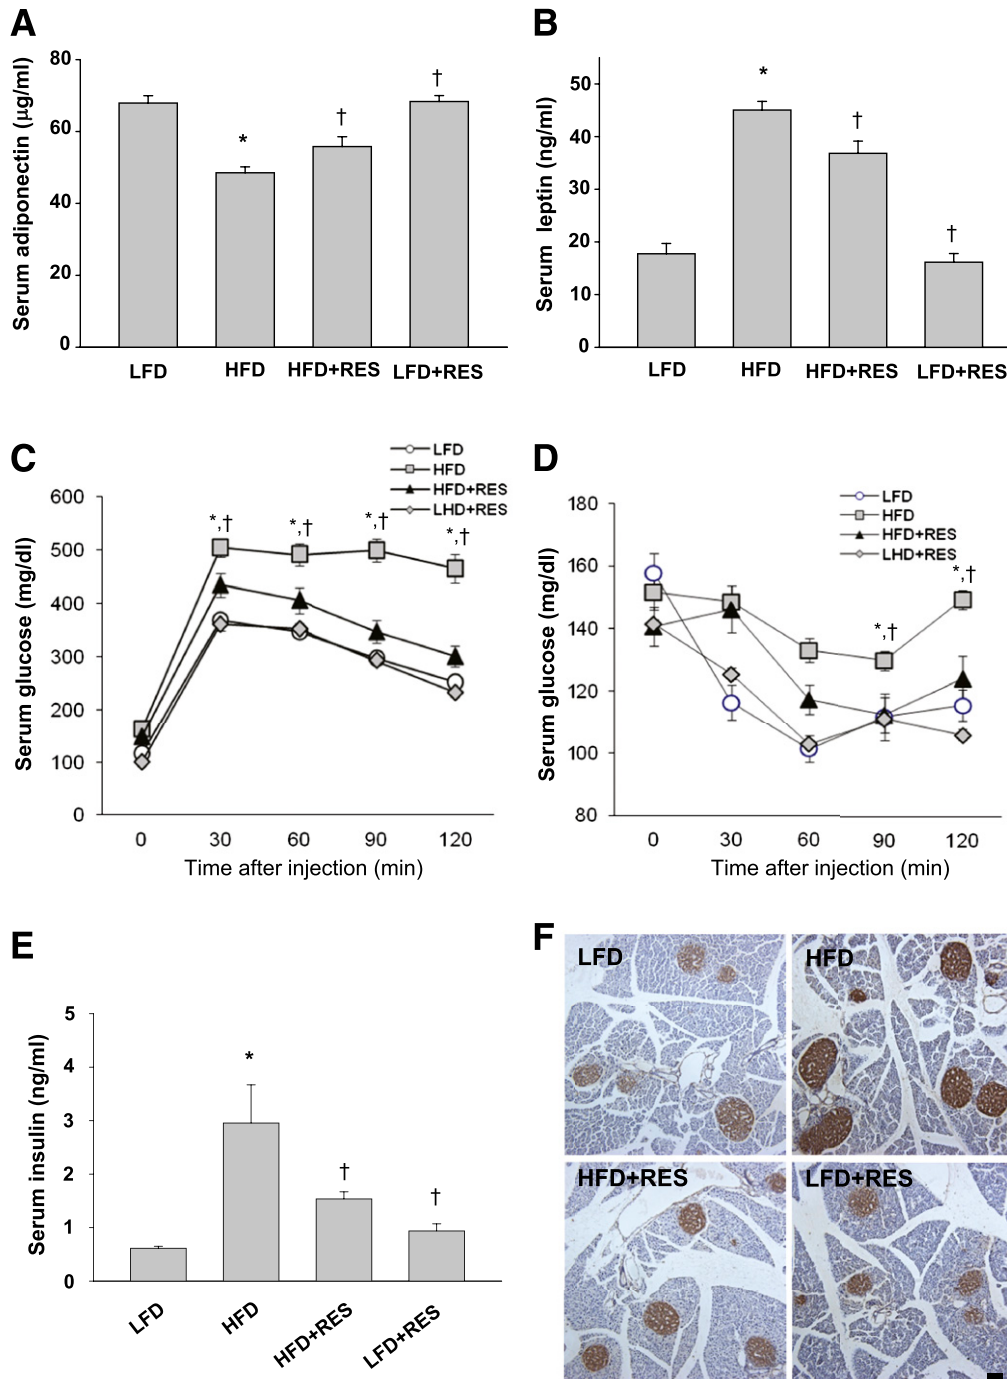 A
Serum adiponectin (μg/ml)
80
60
40
20
0
*
†
†
LFD
HFD
HFD+RES
LFD+RES
B
Serum leptin (ng/ml)
50
40
30
20
10
0
*
†
†
LFD
HFD
HFD+RES
LFD+RES
C
LFD
HFD
HFD+RES
LHD+RES
Serum glucose (mg/dl)
600
500
400
300
200
100
0
*,†
*,†
*,†
*,†
0 30 60 90 120
Time after injection (min)
D
LFD
HFD
HFD+RES
LHD+RES
Serum glucose (mg/dl)
180
160
140
120
100
80
*,†
*,†
0 30 60 90 120
Time after injection (min)
E
Serum insulin (ng/ml)
5
4
3
2
1
0
*
†
†
LFD
HFD
HFD+RES
LFD+RES
F
LFD
HFD
HFD+RES
LFD+RES